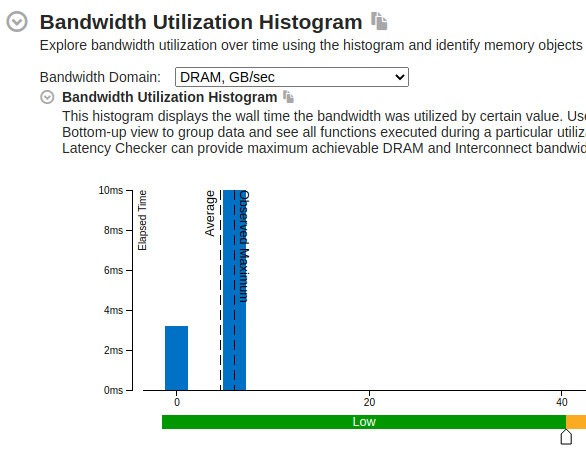 Bandwidth Utilization Histogram
Explore bandwidth utilization over time using the histogram and identify memory objects
Bandwidth Domain: DRAM, GB/sec
Bandwidth Utilization Histogram
This histogram displays the wall time the bandwidth was utilized by certain value.
Bottom-up view to group data and see all functions executed during a particular
Latency Checker can provide maximum achievable DRAM and Interconnect
10ms
8ms
6ms
4ms
2ms
0ms
Elapsed Time
Average
Observed Maximum
0 20 40
Low